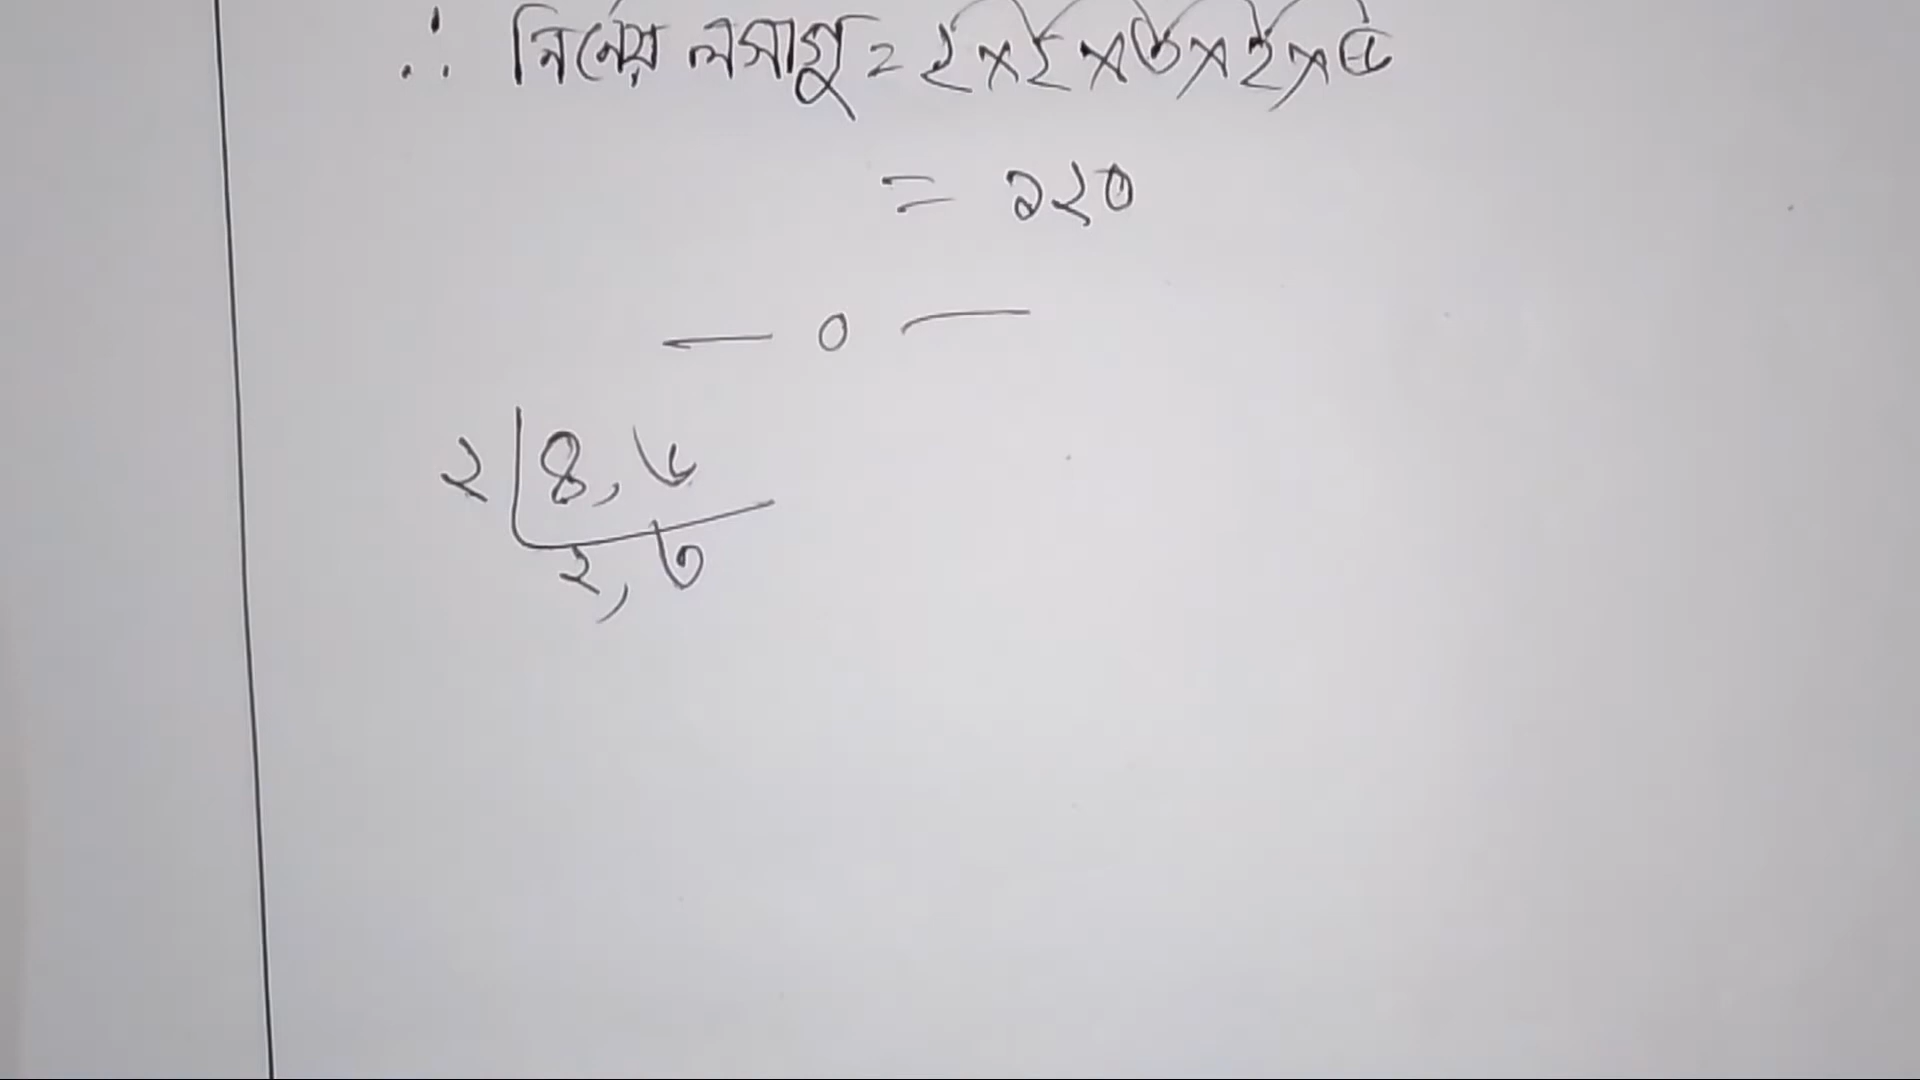 ∴ নির্নেয় লসাগু = ২×২×৩×২×৫
= ১২০
— ০ —
২ | ৪, ৬
২, ৩